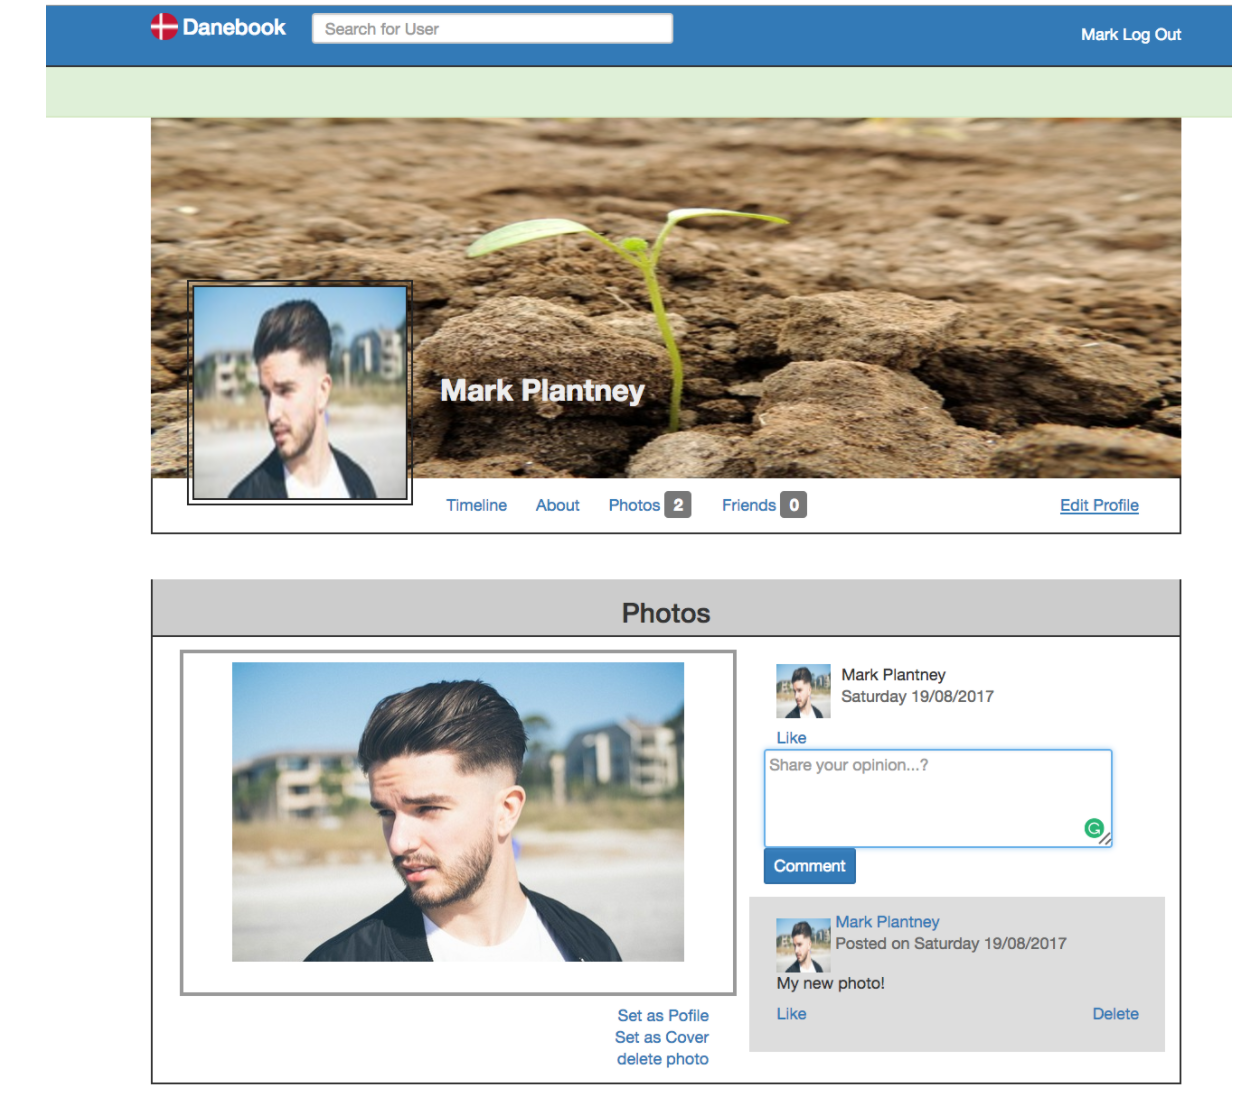 Danebook
Search for User
Mark Log Out
Mark Plantney
Timeline About Photos 2 Friends 0 Edit Profile
Photos
Mark Plantney
Saturday 19/08/2017
Like
Share your opinion...?
G
Comment
Mark Plantney
Posted on Saturday 19/08/2017
My new photo!
Like Delete
Set as Pofile
Set as Cover
delete photo